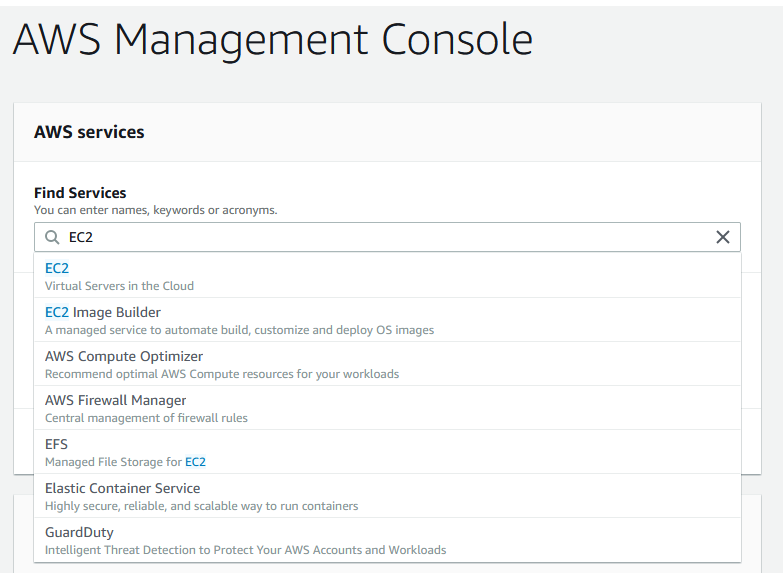 AWS Management Console
AWS services
Find Services
You can enter names, keywords or acronyms.
EC2
EC2
Virtual Servers in the Cloud
EC2 Image Builder
A managed service to automate build, customize and deploy OS images
AWS Compute Optimizer
Recommend optimal AWS Compute resources for your workloads
AWS Firewall Manager
Central management of firewall rules
EFS
Managed File Storage for EC2
Elastic Container Service
Highly secure, reliable, and scalable way to run containers
GuardDuty
Intelligent Threat Detection to Protect Your AWS Accounts and Workloads